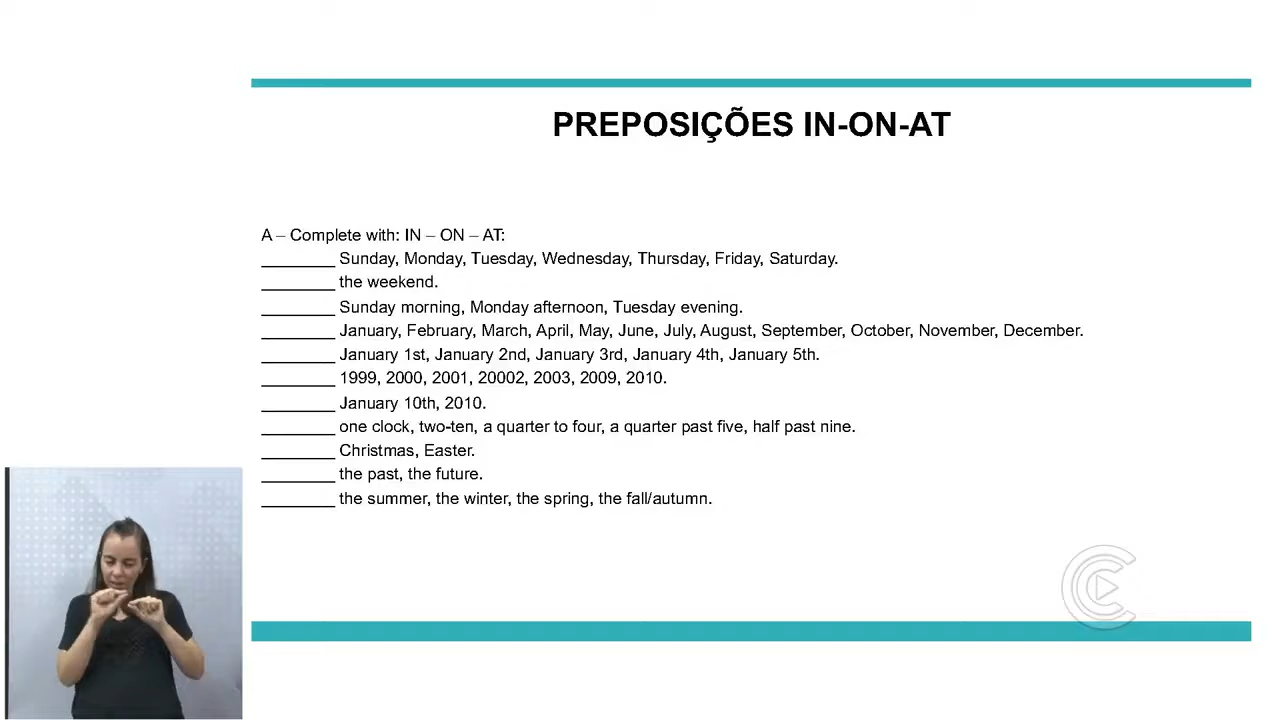 PREPOSIÇÕES IN-ON-AT
A – Complete with: IN – ON – AT:
________ Sunday, Monday, Tuesday, Wednesday, Thursday, Friday, Saturday.
________ the weekend.
________ Sunday morning, Monday afternoon, Tuesday evening.
________ January, February, March, April, May, June, July, August, September, October, November, December.
________ January 1st, January 2nd, January 3rd, January 4th, January 5th.
________ 1999, 2000, 2001, 20002, 2003, 2009, 2010.
________ January 10th, 2010.
________ one clock, two-ten, a quarter to four, a quarter past five, half past nine.
________ Christmas, Easter.
________ the past, the future.
________ the summer, the winter, the spring, the fall/autumn.